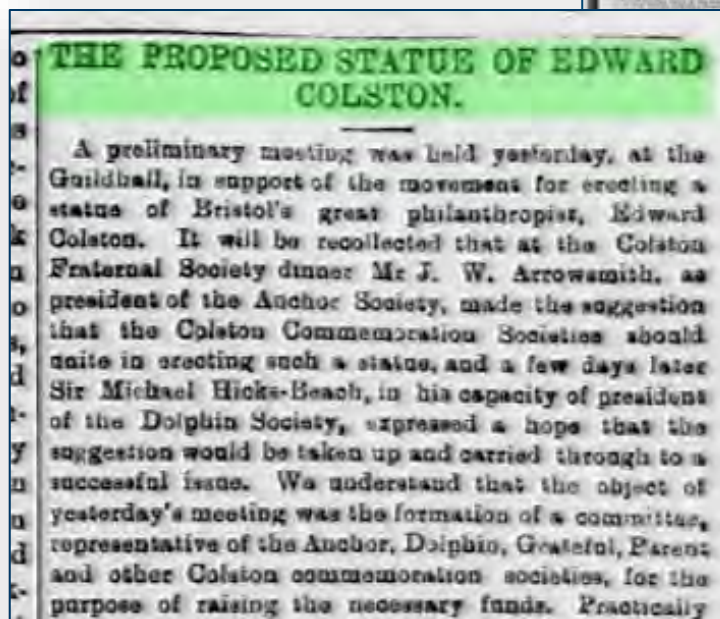 THE PROPOSED STATUE OF EDWARD
COLSTON.
A preliminary meeting was held yesterday, at the
Guildhall, in support of the movement for erecting a
statue of Bristol's great philanthropist, Edward
Colston. It will be recollected that at the Colston
Fraternal Society dinner Mr J. W. Arrowsmith, as
president of the Anchor Society, made the suggestion
that the Colston Commemoration Societies should
unite in erecting such a statue, and a few days later
Sir Michael Hicks-Beach, in his capacity of president
of the Dolphin Society, expressed a hope that the
suggestion would be taken up and carried through to a
successful issue. We understand that the object of
yesterday's meeting was the formation of a committee,
representative of the Anchor, Dolphin, Grateful, Parent
and other Colston commemoration societies, for the
purpose of raising the necessary funds. Practically